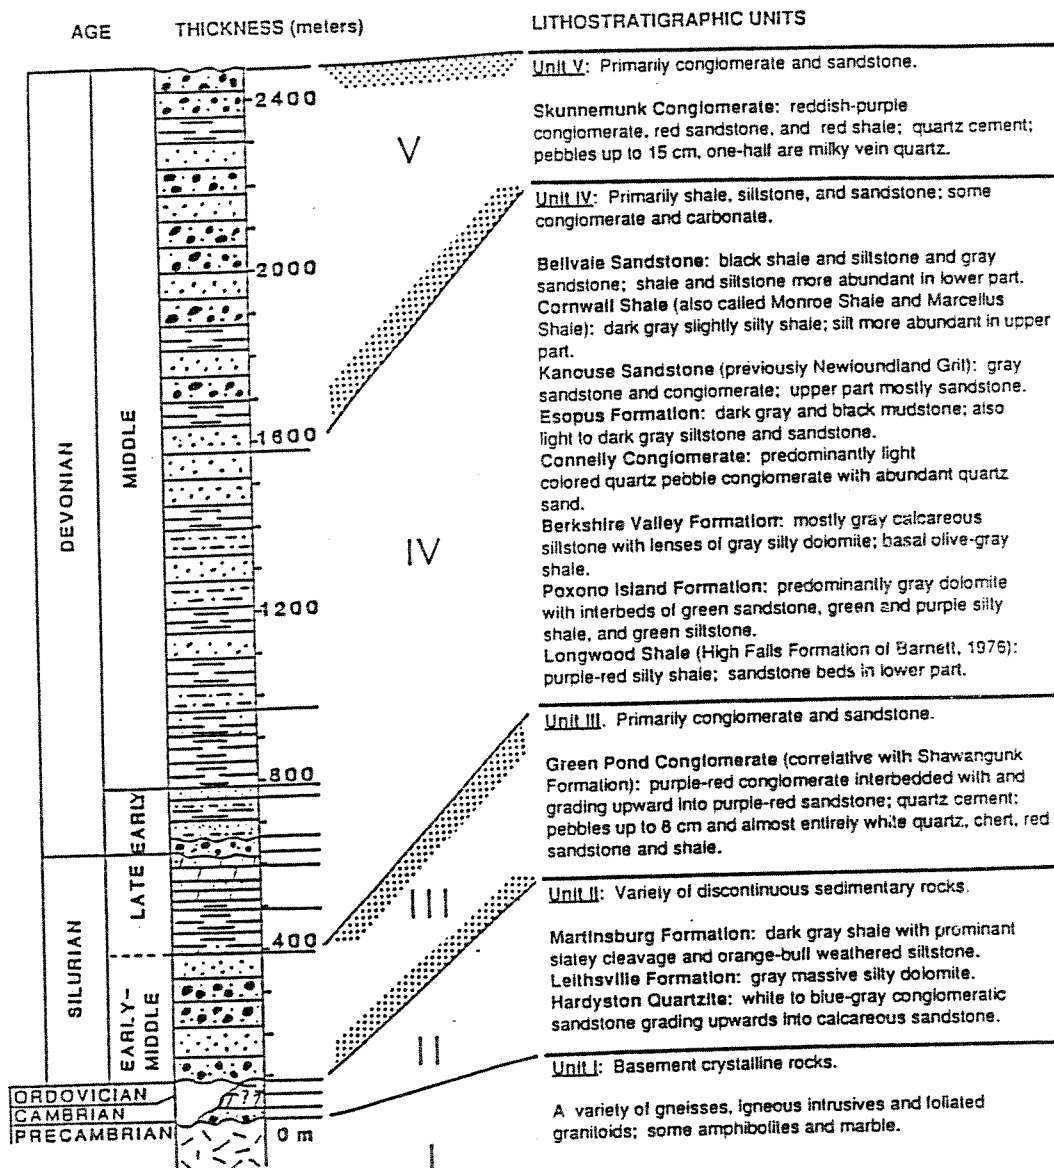 AGE THICKNESS (meters) LITHOSTRATIGRAPHIC UNITS
Unit V: Primarily conglomerate and sandstone.
Skunnemunk Conglomerate: reddish-purple
conglomerate, red sandstone, and red shale; quartz cement;
pebbles up to 15 cm, one-half are milky vein quartz.
Unit IV: Primarily shale, siltstone, and sandstone; some
conglomerate and carbonate.
Bellvale Sandstone: black shale and siltstone and gray
sandstone; shale and siltstone more abundant in lower part.
Cornwall Shale (also called Monroe Shale and Marcellus
Shale): dark gray slightly silty shale; silt more abundant in upper
part.
Kanouse Sandstone (previously Newfoundland Grit): gray
sandstone and conglomerate; upper part mostly sandstone.
Esopus Formation: dark gray and black mudstone; also
light to dark gray siltstone and sandstone.
Connelly Conglomerate: predominantly light
colored quartz pebble conglomerate with abundant quartz
sand.
Berkshire Valley Formation: mostly gray calcareous
siltstone with lenses of gray silty dolomite; basal olive-gray
shale.
Poxono Island Formation: predominantly gray dolomite
with interbeds of green sandstone, green and purple silty
shale, and green siltstone.
Longwood Shale (High Falls Formation of Barnett, 1976):
purple-red silty shale; sandstone beds in lower part.
Unit III. Primarily conglomerate and sandstone.
Green Pond Conglomerate (correlative with Shawangunk
Formation): purple-red conglomerate interbedded with and
grading upward into purple-red sandstone; quartz cement;
pebbles up to 8 cm and almost entirely white quartz, chert, red
sandstone and shale.
Unit II: Variety of discontinuous sedimentary rocks.
Martinsburg Formation: dark gray shale with prominant
slatey cleavage and orange-bull weathered siltstone.
Leithsville Formation: gray massive silty dolomite.
Hardyston Quartzite: white to blue-gray conglomeratic
sandstone grading upwards into calcareous sandstone.
Unit I: Basement crystalline rocks.
A variety of gneisses, igneous intrusives and foliated
granitoids; some amphibolites and marble.
DEVONIAN
MIDDLE
EARLY
SILURIAN
LATE
EARLY-
MIDDLE
ORDOVICIAN
CAMBRIAN
PRECAMBRIAN
2400
2000
1600
1200
800
400
0 m
??
V
IV
III
II
I